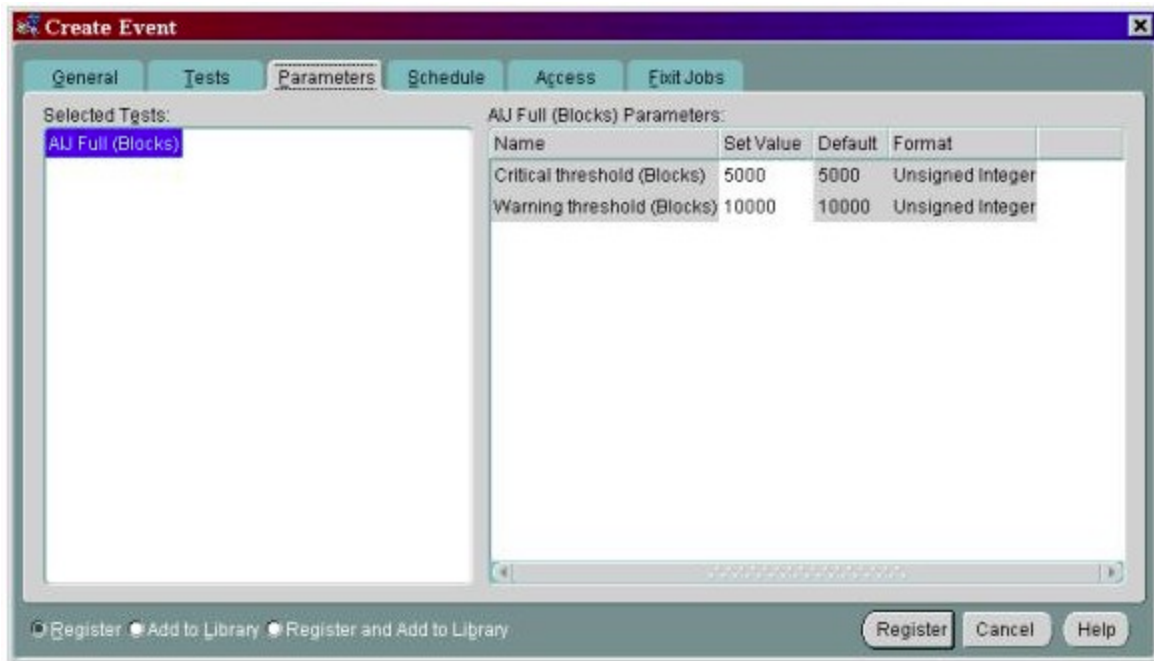 Create Event
General Tests Parameters Schedule Access Fixit Jobs
Selected Tests:
AIJ Full (Blocks)
AIJ Full (Blocks) Parameters:
Name Set Value Default Format
Critical threshold (Blocks) 5000 5000 Unsigned Integer
Warning threshold (Blocks) 10000 10000 Unsigned Integer
Register Add to Library Register and Add to Library
Register Cancel Help